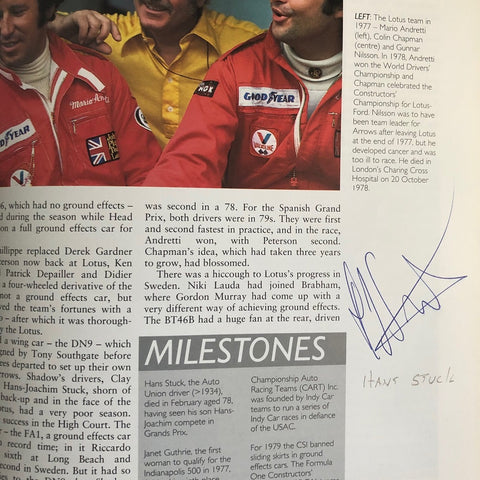 Mario An
GOOD YEAR
VALVOLINE
NOX
GOOD YEAR
VALVOLINE
LEFT: The Lotus team in
1977 – Mario Andretti
(left), Colin Chapman
(centre) and Gunnar
Nilsson. In 1978, Andretti
won the World Drivers'
Championship and
Chapman celebrated the
Constructors'
Championship for Lotus-
Ford. Nilsson was to have
been team leader for
Arrows after leaving Lotus
at the end of 1977, but he
developed cancer and was
too ill to race. He died in
London's Charing Cross
Hospital on 20 October
1978.
6, which had no ground effects –
d during the season while Head
on a full ground effects car for
hillippe replaced Derek Gardner
erson now back at Lotus, Ken
Patrick Depailler and Didier
a four-wheeled derivative of the
not a ground effects car, but
yed the team's fortunes with a
– after which it was thorough-
y the Lotus.
a wing car – the DN9 – which
gned by Tony Southgate before
ees departed to set up their own
rrows. Shadow's drivers, Clay
Hans-Joachim Stuck, shorn of
back-up and in the face of the
otus, had a very poor season.
success in the High Court. The
– the FA1, a ground effects car
record time; in it Riccardo
sixth at Long Beach and
second in Sweden. But it had so
was second in a 78. For the Spanish Grand
Prix, both drivers were in 79s. They were first
and second fastest in practice, and in the race,
Andretti won, with Peterson second.
Chapman's idea, which had taken three years
to grow, had blossomed.
There was a hiccough to Lotus's progress in
Sweden. Niki Lauda had joined Brabham,
where Gordon Murray had come up with a
very different way of achieving ground effects.
The BT46B had a huge fan at the rear, driven
MILESTONES
Hans Stuck, the Auto
Union driver (>1934),
died in February aged 78,
having seen his son Hans-
Joachim compete in
Grands Prix.
Janet Guthrie, the first
woman to qualify for the
Indianapolis 500 in 1977,
Championship Auto
Racing Teams (CART) Inc.
was founded by Indy Car
teams to run a series of
Indy Car races in defiance
of the USAC.
For 1979 the CSI banned
sliding skirts in ground
effects cars. The Formula
One Constructors'
HANS STUCK